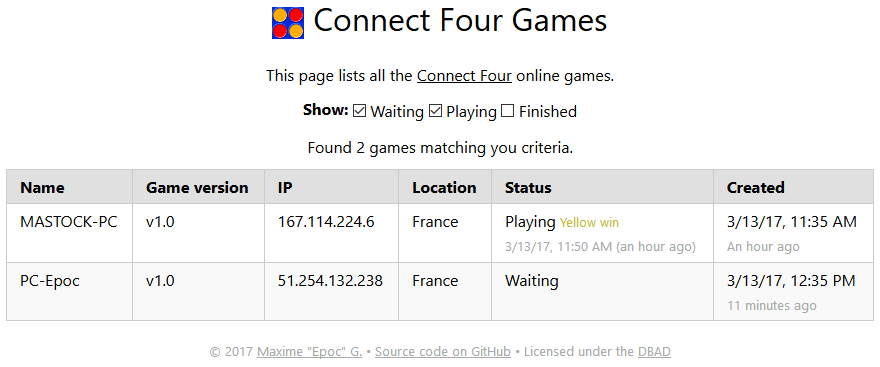 Connect Four Games
This page lists all the Connect Four online games.
Show: Waiting Playing Finished
Found 2 games matching you criteria.
Name Game version IP Location Status Created
MASTOCK-PC v1.0 167.114.224.6 France Playing Yellow win 3/13/17, 11:35 AM
3/13/17, 11:50 AM (an hour ago) An hour ago
PC-Epoc v1.0 51.254.132.238 France Waiting 3/13/17, 12:35 PM
11 minutes ago
© 2017 Maxime "Epoc" G. • Source code on GitHub • Licensed under the DBAD